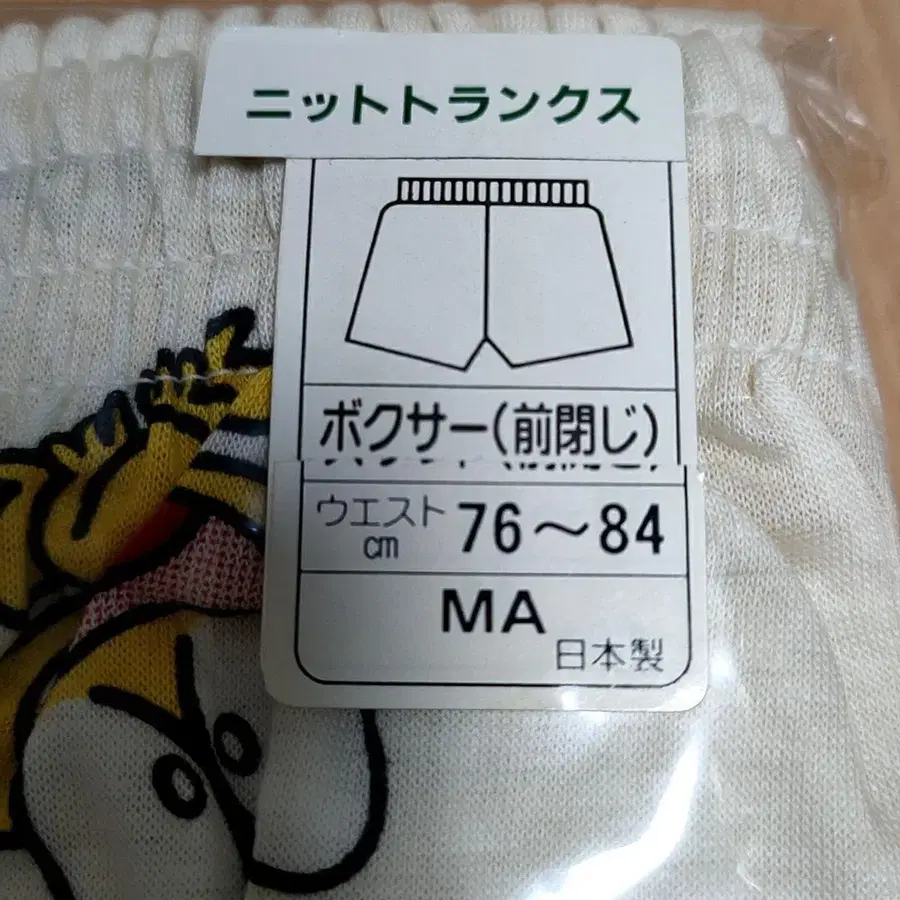 ニットトランクス
ボクサー(前閉じ)
ウエスト
cm 76～84
MA
日本製